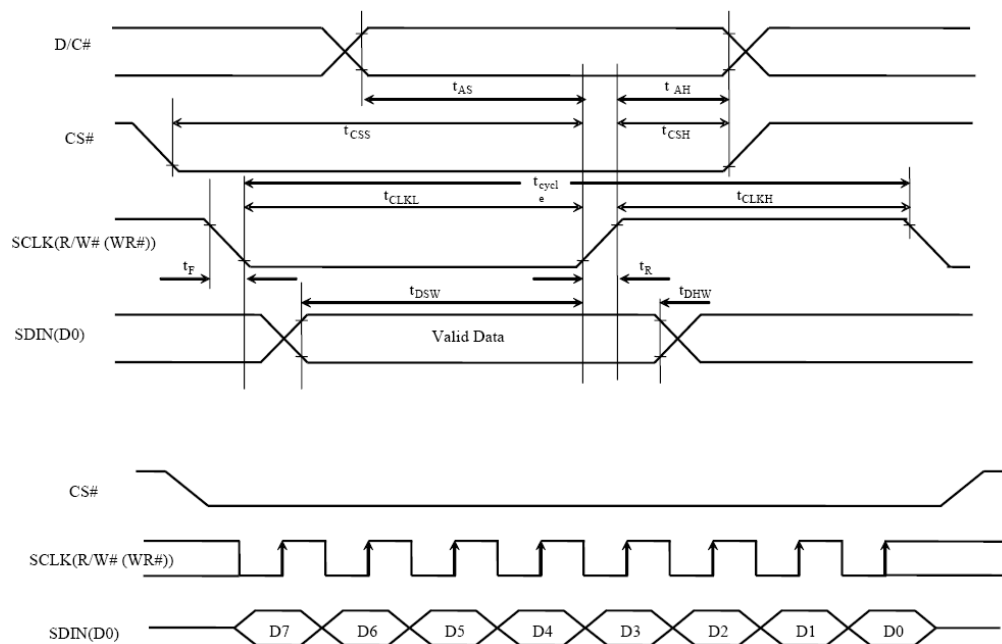 D/C#
tAS
t AH
CS#
tCSS
tCSH
tcycl
e
tCLKL
tCLKH
SCLK(R/W# (WR#))
tF
tR
tDSW
tDHW
SDIN(D0)
Valid Data
CS#
SCLK(R/W# (WR#))
SDIN(D0)
D7 D6 D5 D4 D3 D2 D1 D0